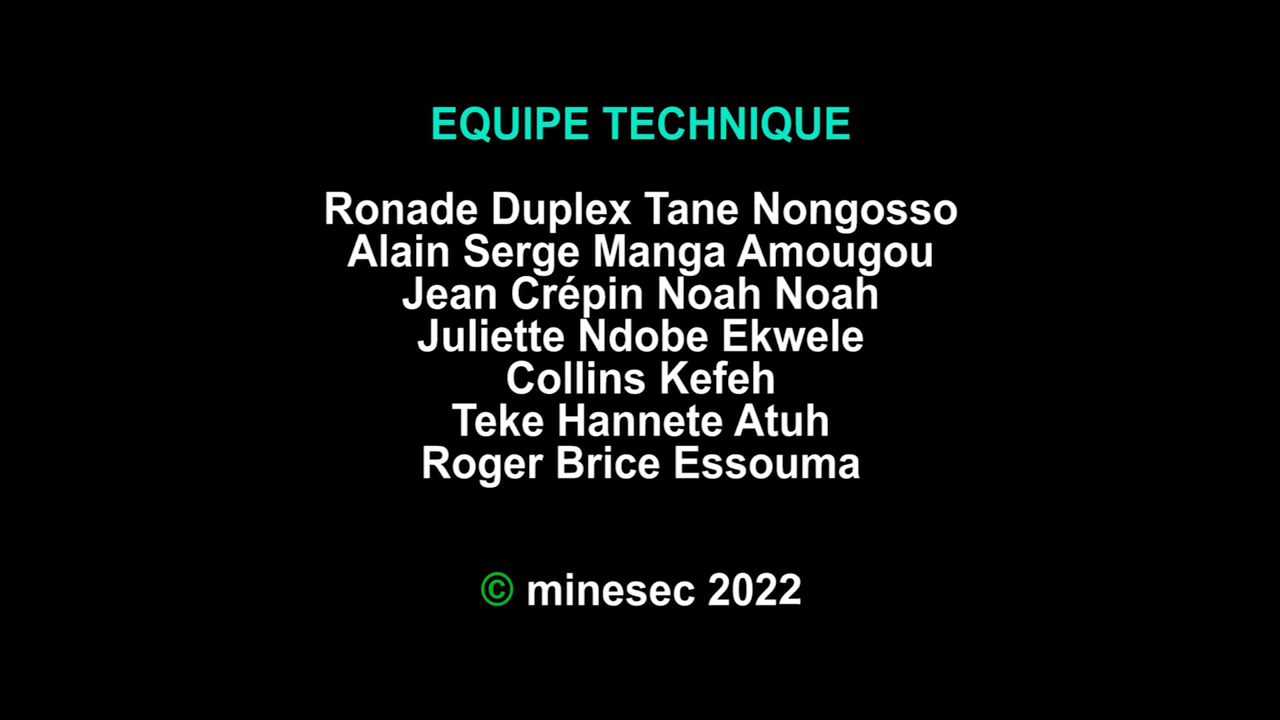 EQUIPE TECHNIQUE
Ronade Duplex Tane Nongosso
Alain Serge Manga Amougou
Jean Crépin Noah Noah
Juliette Ndobe Ekwele
Collins Kefeh
Teke Hannete Atuh
Roger Brice Essouma
© minesec 2022